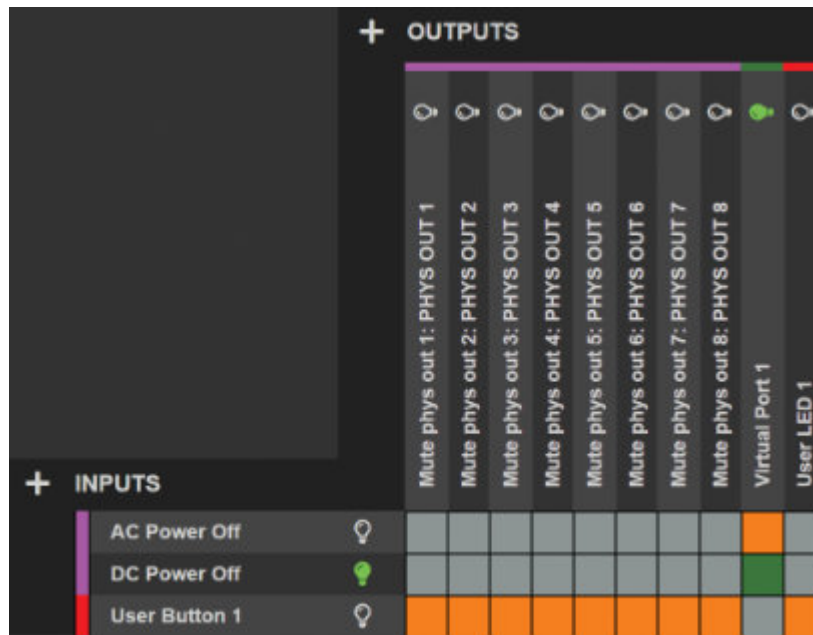 + OUTPUTS
Mute phys out 1: PHYS OUT 1
Mute phys out 2: PHYS OUT 2
Mute phys out 3: PHYS OUT 3
Mute phys out 4: PHYS OUT 4
Mute phys out 5: PHYS OUT 5
Mute phys out 6: PHYS OUT 6
Mute phys out 7: PHYS OUT 7
Mute phys out 8: PHYS OUT 8
Virtual Port 1
User LED 1
+ INPUTS
AC Power Off
DC Power Off
User Button 1